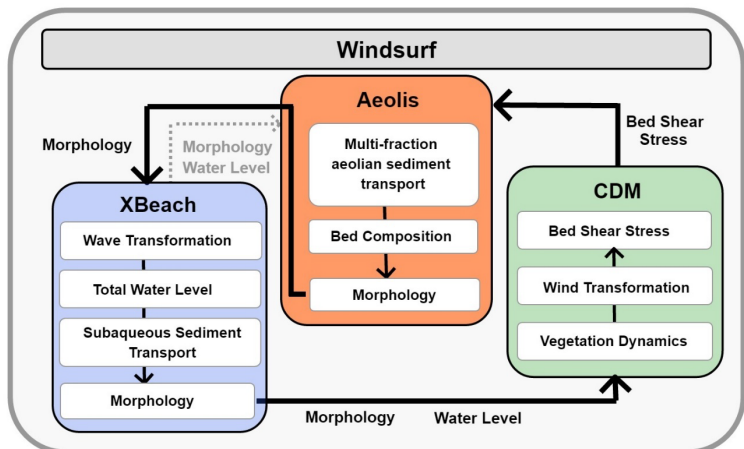 Windsurf
Aeolis
Multi-fraction
aeolian sediment
transport
Bed Composition
Morphology
Morphology
Morphology
Water Level
XBeach
Wave Transformation
Total Water Level
Subaqueous Sediment
Transport
Morphology
Bed Shear
Stress
CDM
Bed Shear Stress
Wind Transformation
Vegetation Dynamics
Morphology Water Level